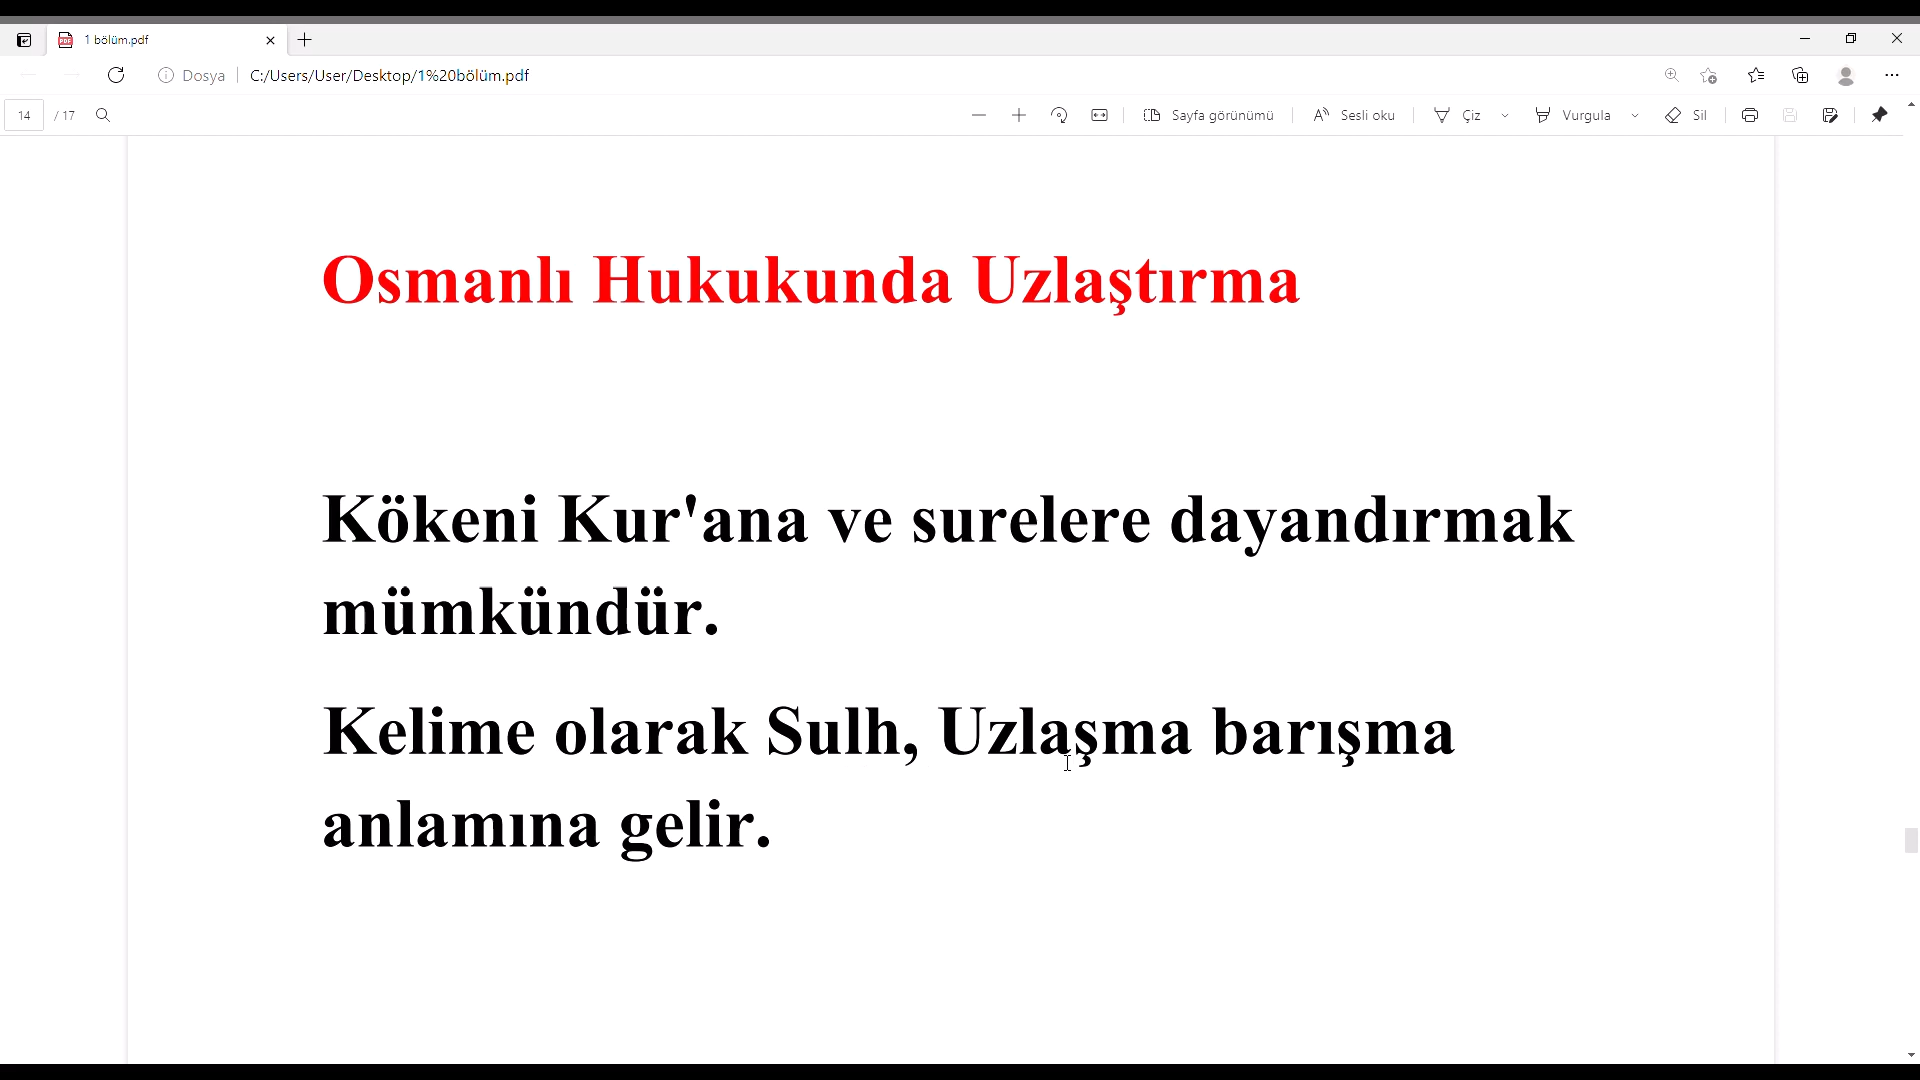 1 bölüm.pdf
Dosya C:/Users/User/Desktop/1%20bölüm.pdf
14 / 17 Sayfa görünümü Sesli oku Çiz Vurgula Sil
Osmanlı Hukukunda Uzlaştırma
Kökeni Kur'ana ve surelere dayandırmak
mümkündür.
Kelime olarak Sulh, Uzlaşma barışma
anlamına gelir.